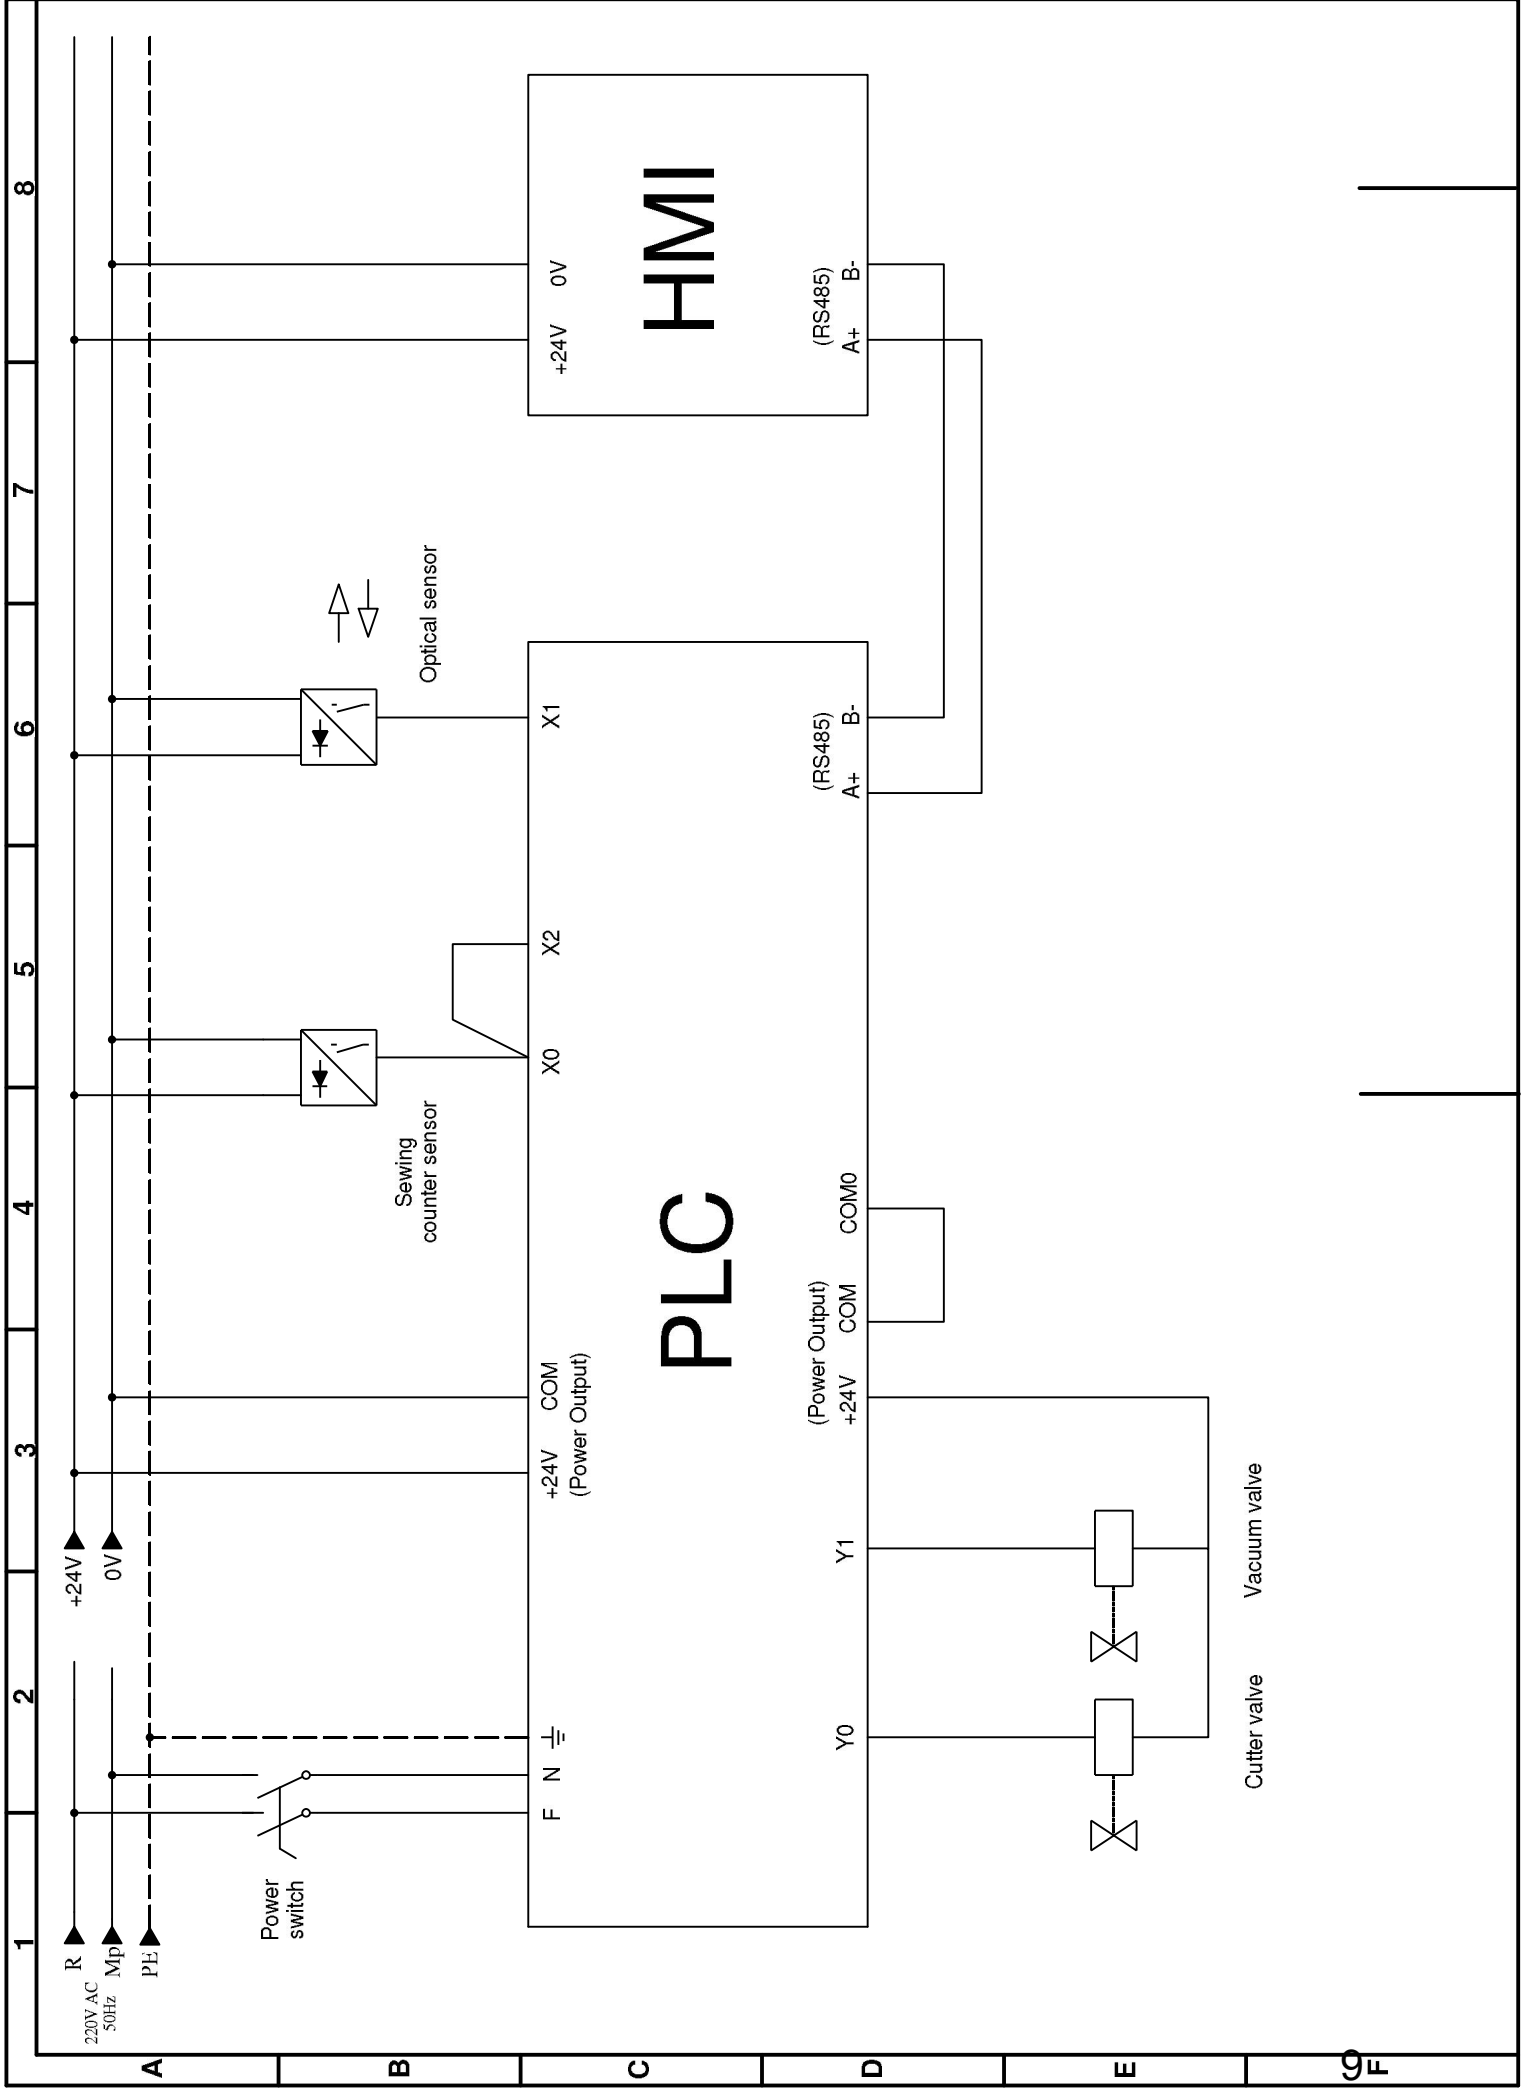 1 2 3 4 5 6 7 8
A
B
C
D
E
F
R
220V AC
50Hz
Mp
PE
+24V
0V
Power
switch
Sewing
counter sensor
Optical sensor
F N +24V COM X0 X2 X1
(Power Output)
PLC
(Power Output)
(RS485)
Y0 Y1 +24V COM COM0 A+ B-
+24V 0V
HMI
(RS485)
A+ B-
Cutter valve
Vacuum valve
9